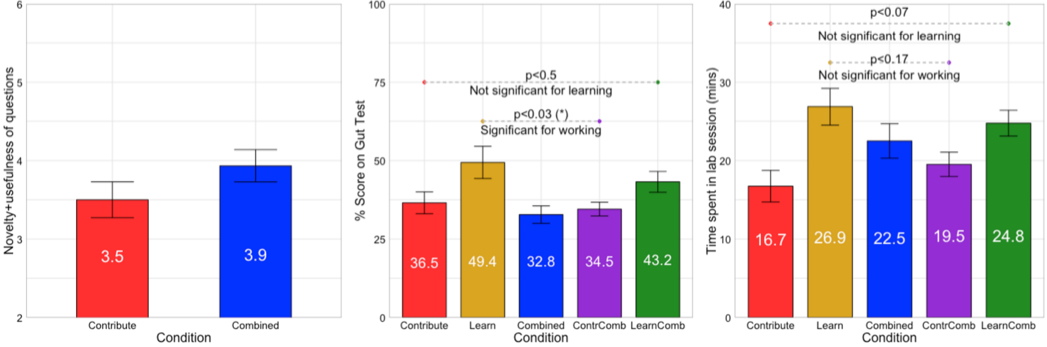 Novelty+usefulness of questions
6
5
4
3
2
3.5
3.9
Contribute
Combined
Condition
% Score on Gut Test
100
75
50
25
0
p<0.5
Not significant for learning
p<0.03 (*)
Significant for working
36.5
49.4
32.8
34.5
43.2
Contribute
Learn
Combined
ContrComb
LearnComb
Condition
Time spent in lab session (mins)
40
30
20
10
0
p<0.07
Not significant for learning
p<0.17
Not significant for working
16.7
26.9
22.5
19.5
24.8
Contribute
Learn
Combined
ContrComb
LearnComb
Condition